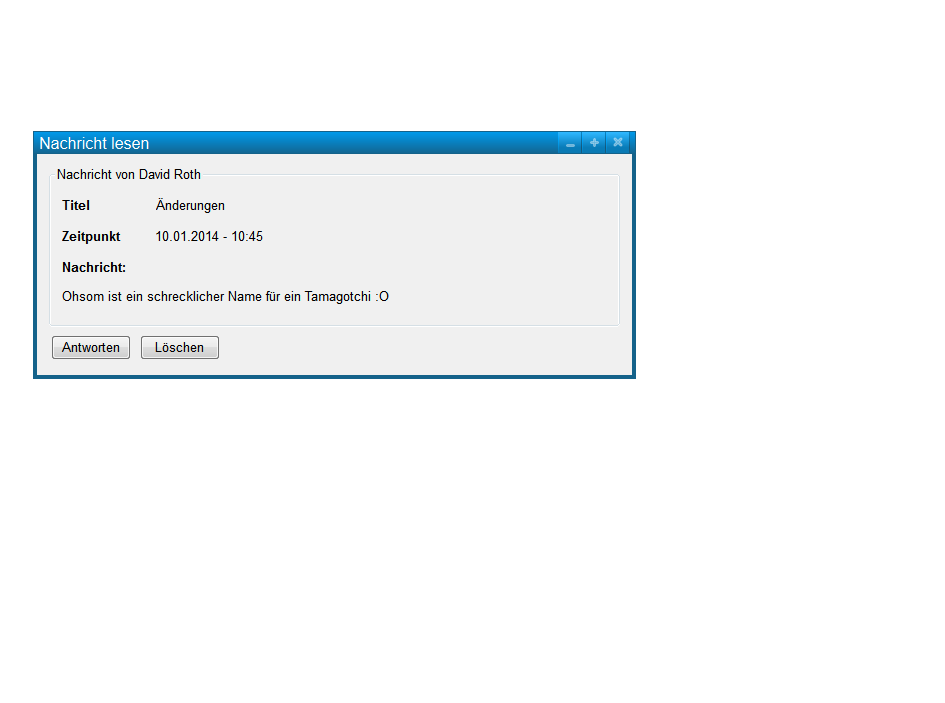 Nachricht lesen
Nachricht von David Roth
Titel Änderungen
Zeitpunkt 10.01.2014 - 10:45
Nachricht:
Ohsom ist ein schrecklicher Name für ein Tamagotchi :O
Antworten Löschen